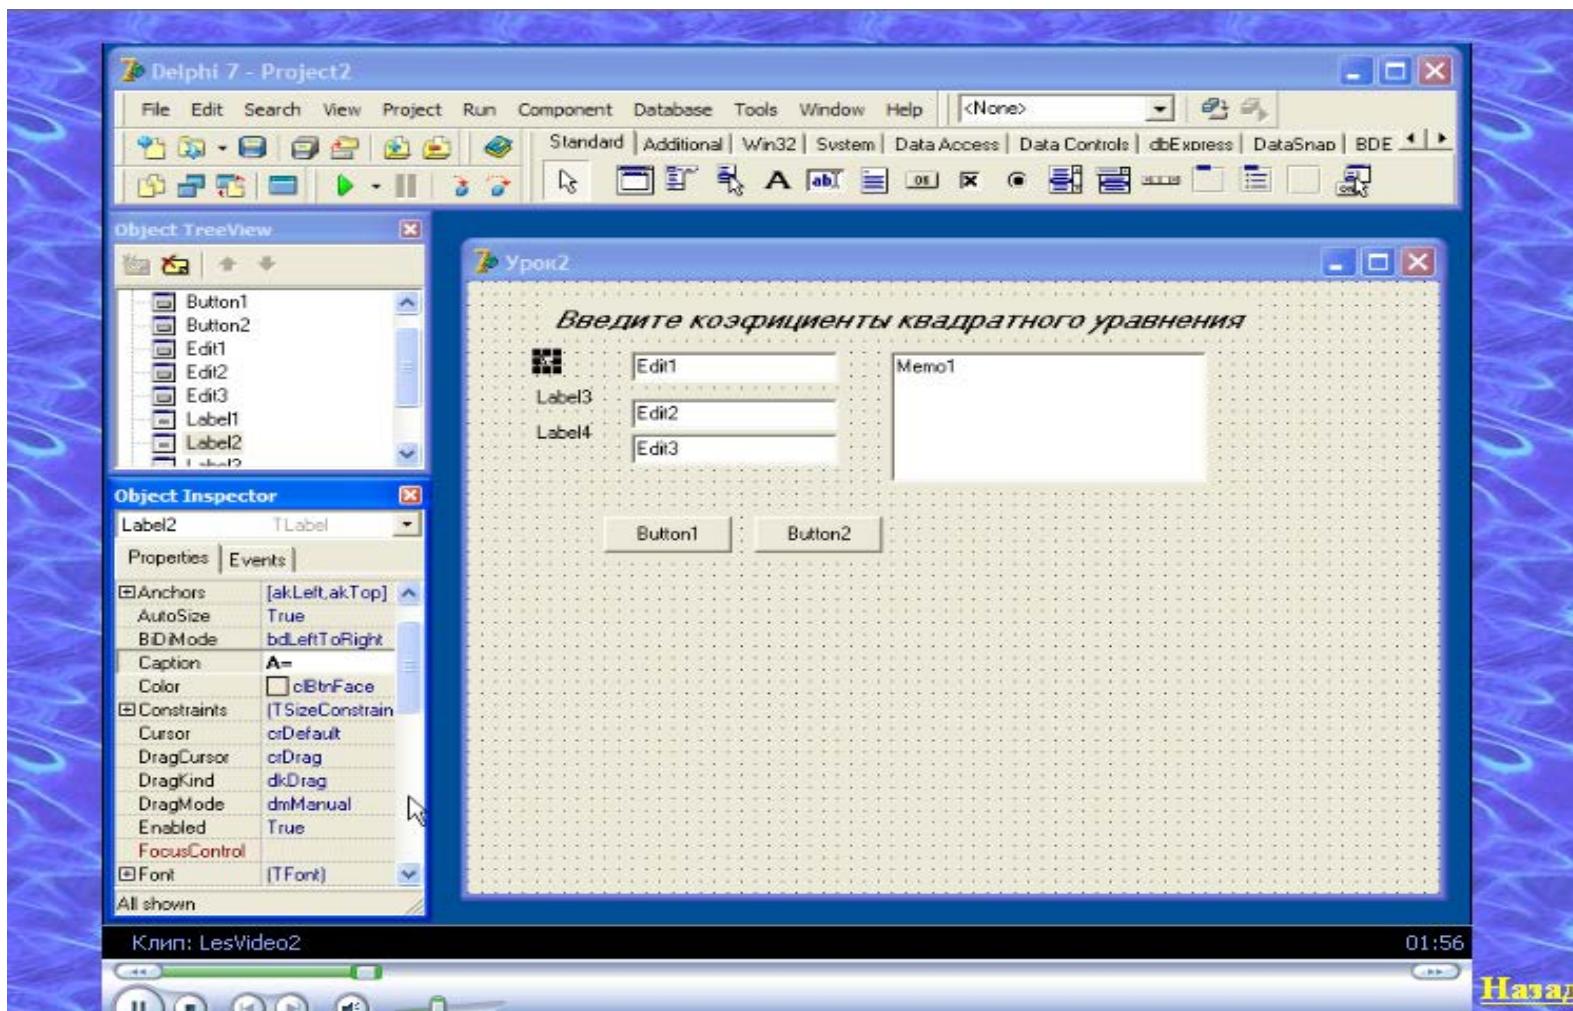 Delphi 7 - Project2
File Edit Search View Project Run Component Database Tools Window Help <None>
Standard Additional Win32 System Data Access Data Controls dbExpress DataSnap BDE
Object TreeView
Button1
Button2
Edit1
Edit2
Edit3
Label1
Label2
Label3
Object Inspector
Label2 TLabel
Properties Events
Anchors [akLeft,akTop]
AutoSize True
BiDiMode bdLeftToRight
Caption A=
Color clBtnFace
Constraints (TSizeConstrain
Cursor crDefault
DragCursor crDrag
DragKind dkDrag
DragMode dmManual
Enabled True
FocusControl
Font (TFont)
All shown
Урок2
Введите коэфициенты квадратного уравнения
Edit1
Memo1
Label3
Edit2
Label4
Edit3
Button1 Button2
Клип: LesVideo2 01:56
Назад